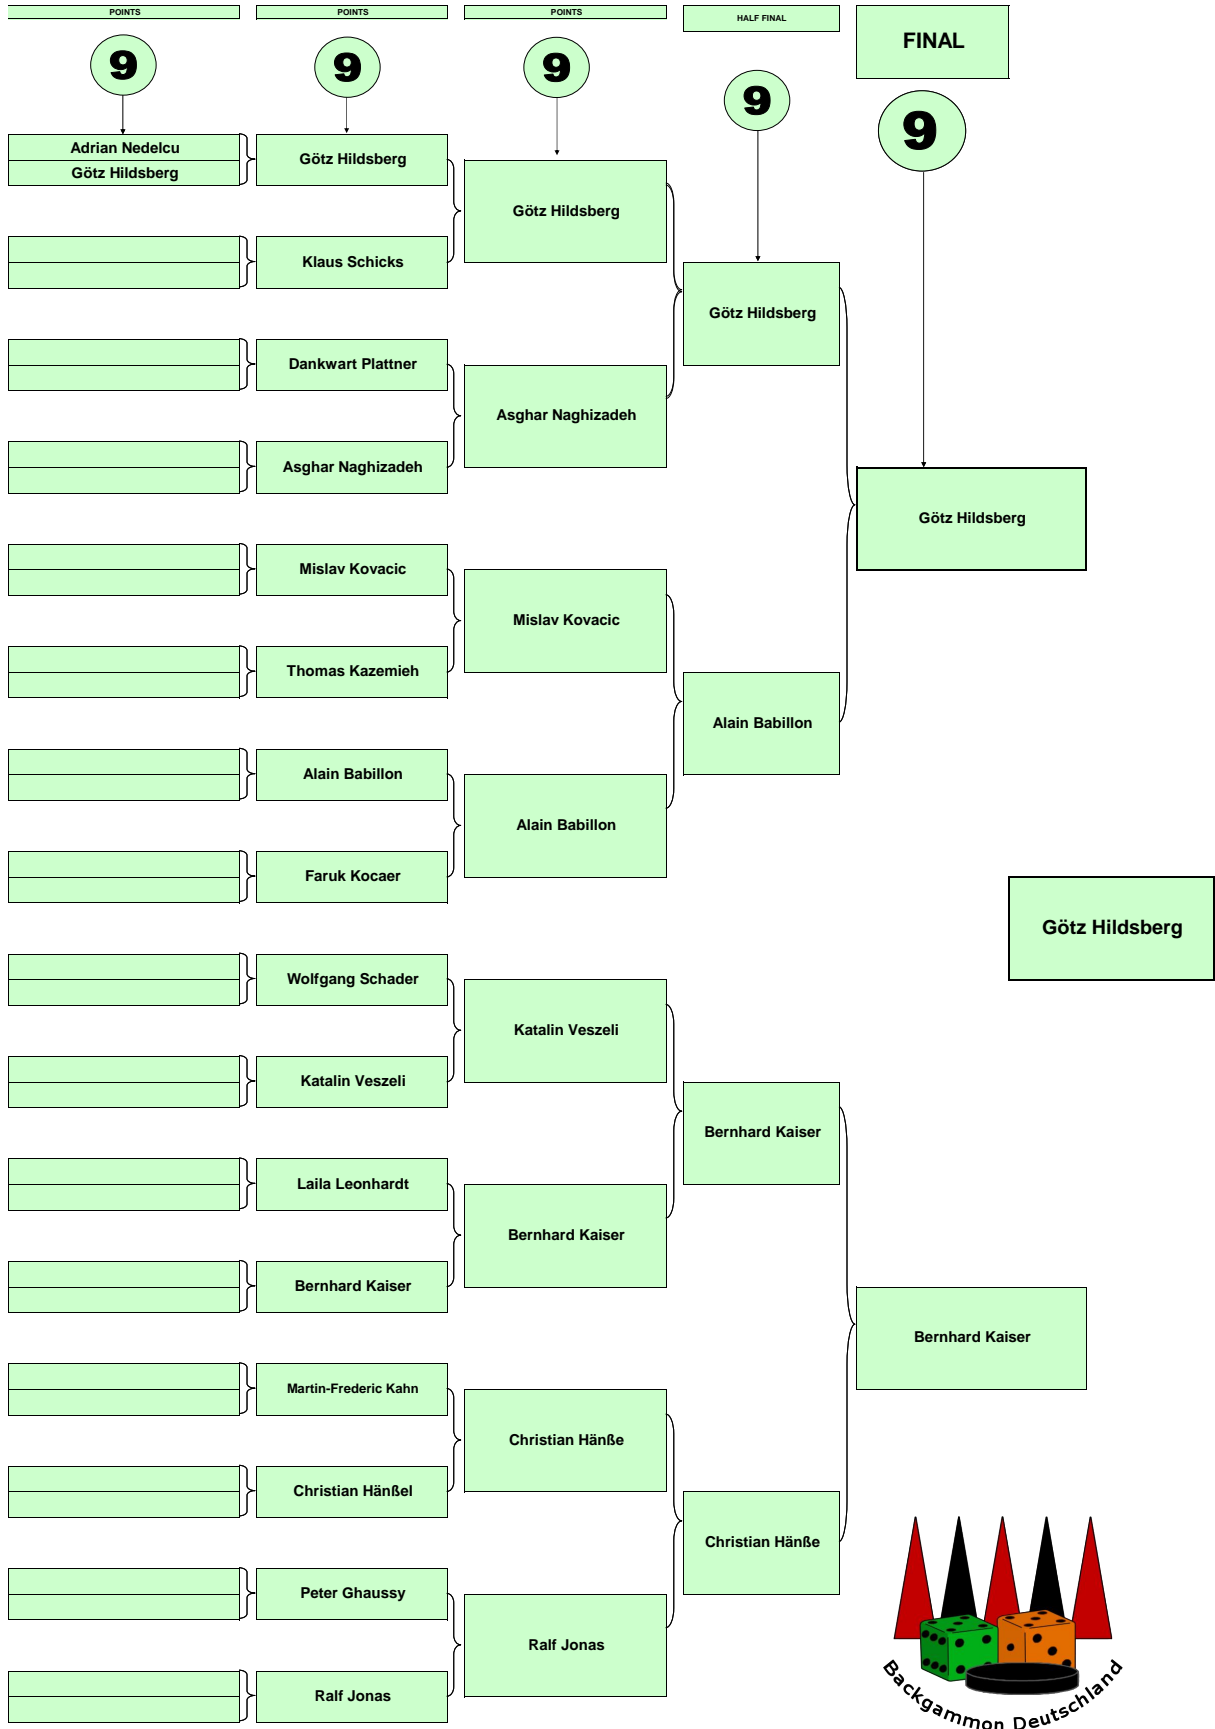 POINTS
POINTS
POINTS
HALF FINAL
FINAL
9
9
9
9
9
Adrian Nedelcu
Götz Hildsberg
Götz Hildsberg
Klaus Schicks
Dankwart Plattner
Asghar Naghizadeh
Mislav Kovacic
Thomas Kazemieh
Alain Babillon
Faruk Kocaer
Wolfgang Schader
Katalin Veszeli
Laila Leonhardt
Bernhard Kaiser
Martin-Frederic Kahn
Christian Hänßel
Peter Ghaussy
Ralf Jonas
Götz Hildsberg
Asghar Naghizadeh
Mislav Kovacic
Alain Babillon
Katalin Veszeli
Bernhard Kaiser
Christian Hänße
Ralf Jonas
Götz Hildsberg
Alain Babillon
Bernhard Kaiser
Christian Hänße
Götz Hildsberg
Bernhard Kaiser
Götz Hildsberg
Backgammon Deutschland